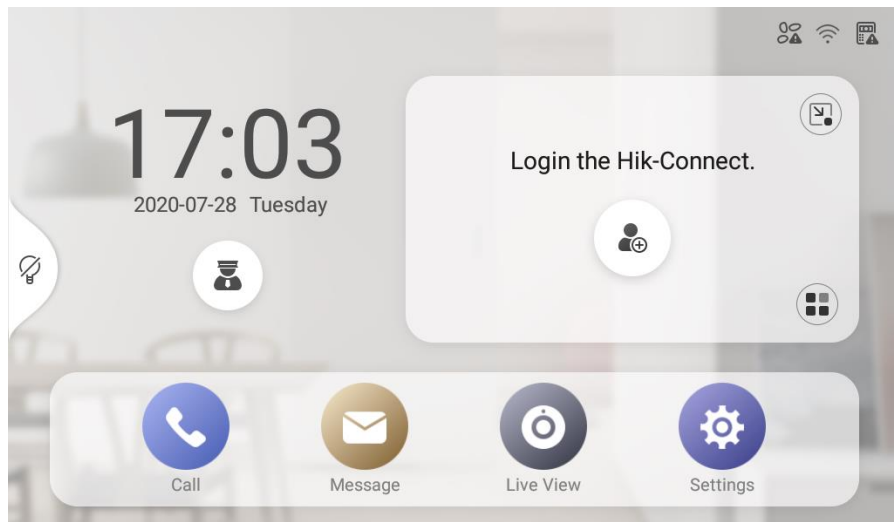 17:03
2020-07-28 Tuesday
Login the Hik-Connect.
Call
Message
Live View
Settings